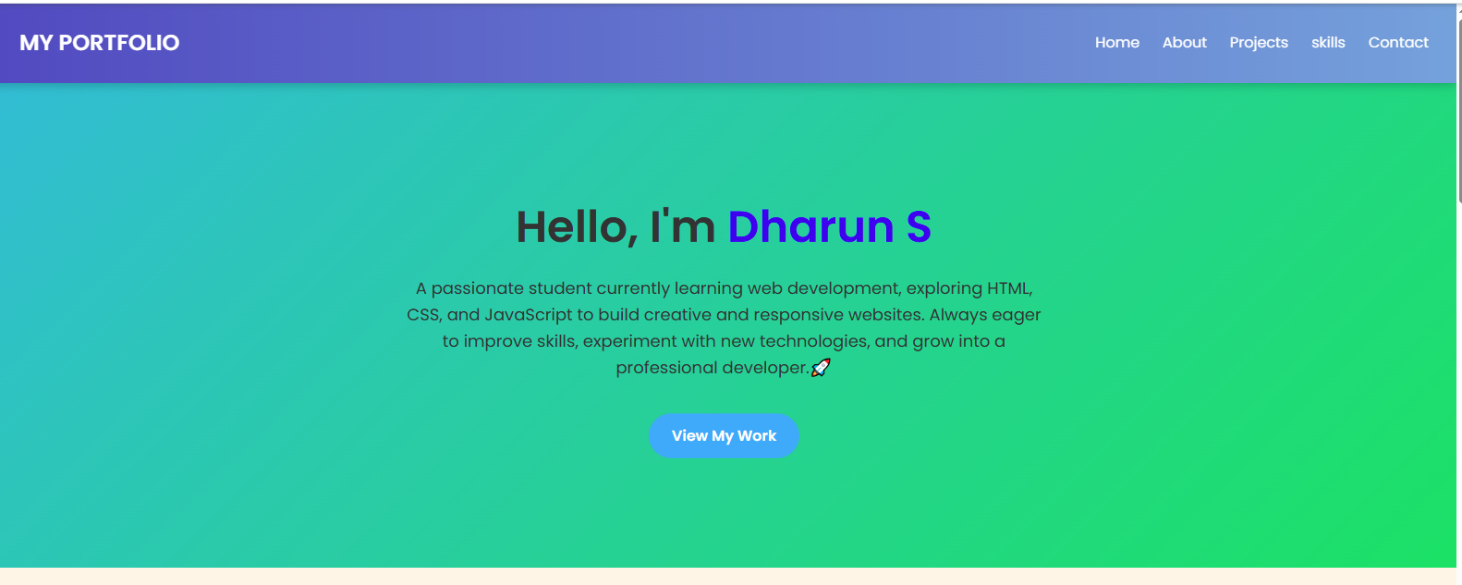 MY PORTFOLIO
Home About Projects skills Contact
Hello, I'm Dharun S
A passionate student currently learning web development, exploring HTML,
CSS, and JavaScript to build creative and responsive websites. Always eager
to improve skills, experiment with new technologies, and grow into a
professional developer.🚀
View My Work